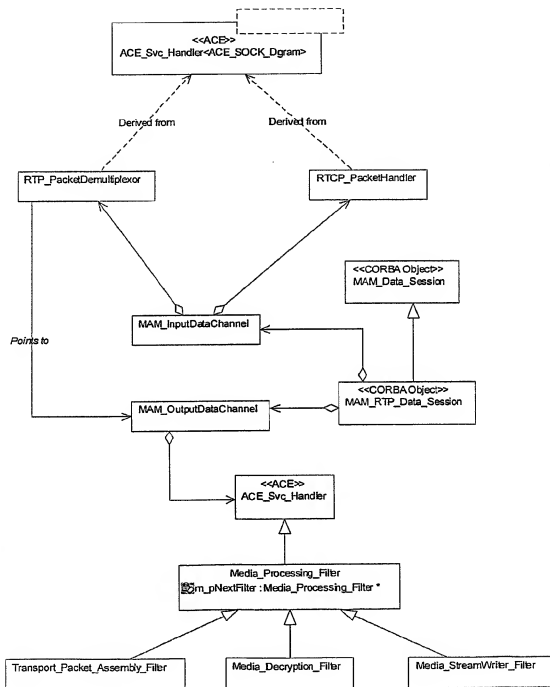 <<ACE>>
ACE_Svc_Handler<ACE_SOCK_Dgram>
Derived from
Derived from
RTP_PacketDemultiplexor
RTCP_PacketHandler
<<CORBA Object>>
MAM_Data_Session
MAM_InputDataChannel
Points to
<<CORBA Object>>
MAM_RTP_Data_Session
MAM_OutputDataChannel
<<ACE>>
ACE_Svc_Handler
Media_Processing_Filter
m_pNextFilter : Media_Processing_Filter *
Transport_Packet_Assembly_Filter
Media_Decryption_Filter
Media_StreamWriter_Filter